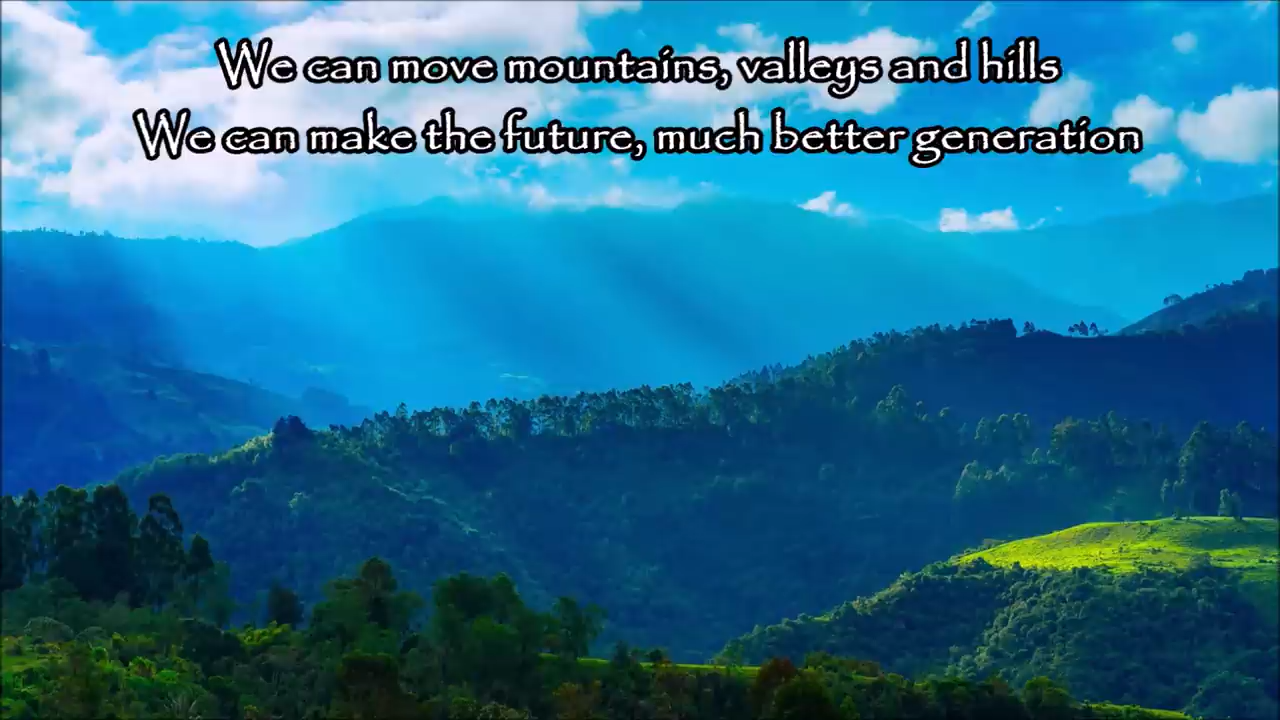 We can move mountains, valleys and hills
We can make the future, much better generation